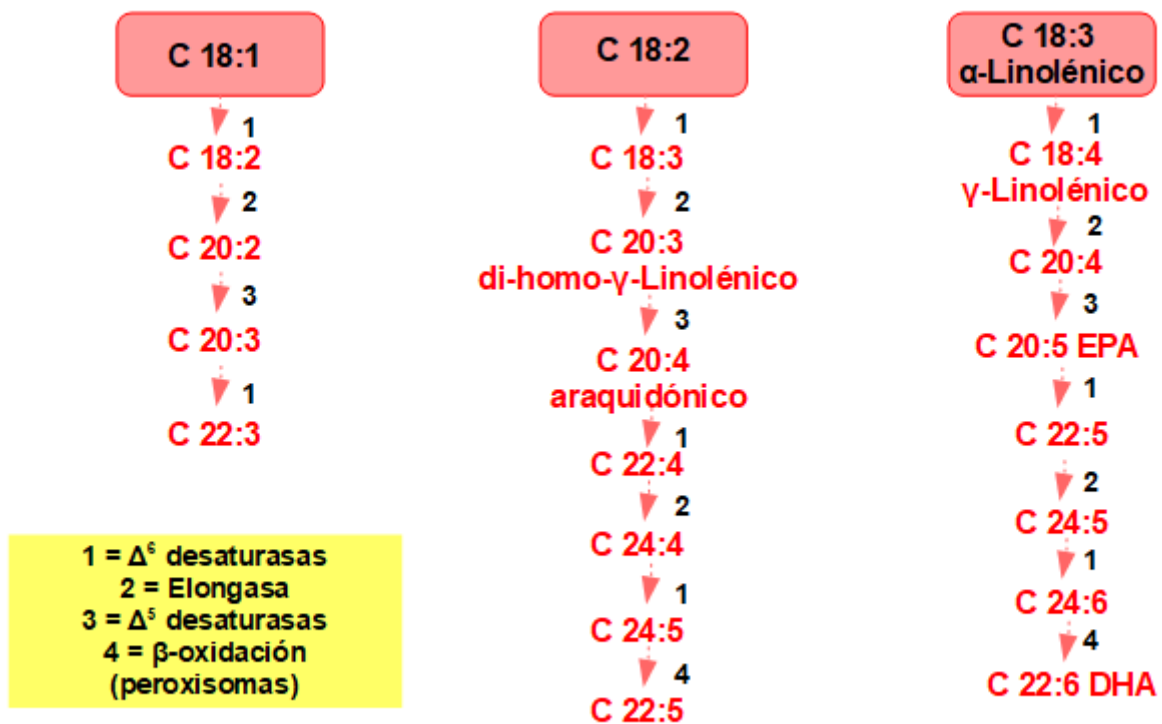 C 18:1
1
C 18:2
2
C 20:2
3
C 20:3
1
C 22:3
C 18:2
1
C 18:3
2
C 20:3
di-homo-γ-Linolénico
3
C 20:4
araquidónico
1
C 22:4
2
C 24:4
1
C 24:5
4
C 22:5
C 18:3
α-Linolénico
1
C 18:4
γ-Linolénico
2
C 20:4
3
C 20:5 EPA
1
C 22:5
2
C 24:5
1
C 24:6
4
C 22:6 DHA
1 = Δ⁶ desaturasas
2 = Elongasa
3 = Δ⁵ desaturasas
4 = β-oxidación
(peroxisomas)